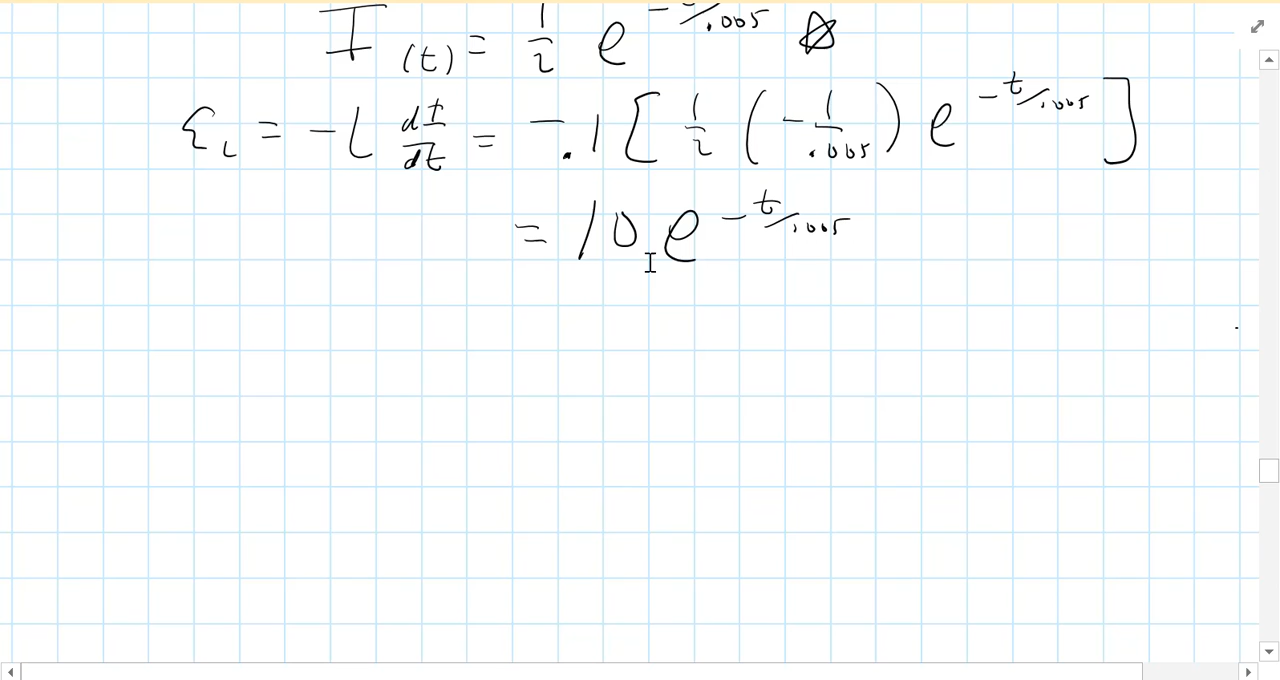 I(t) = 1/2 e^-t/.005
ε_L = -L dI/dt = -.1 [ 1/2 ( -1/.005 ) e^-t/.005 ]
= 10 e^-t/.005